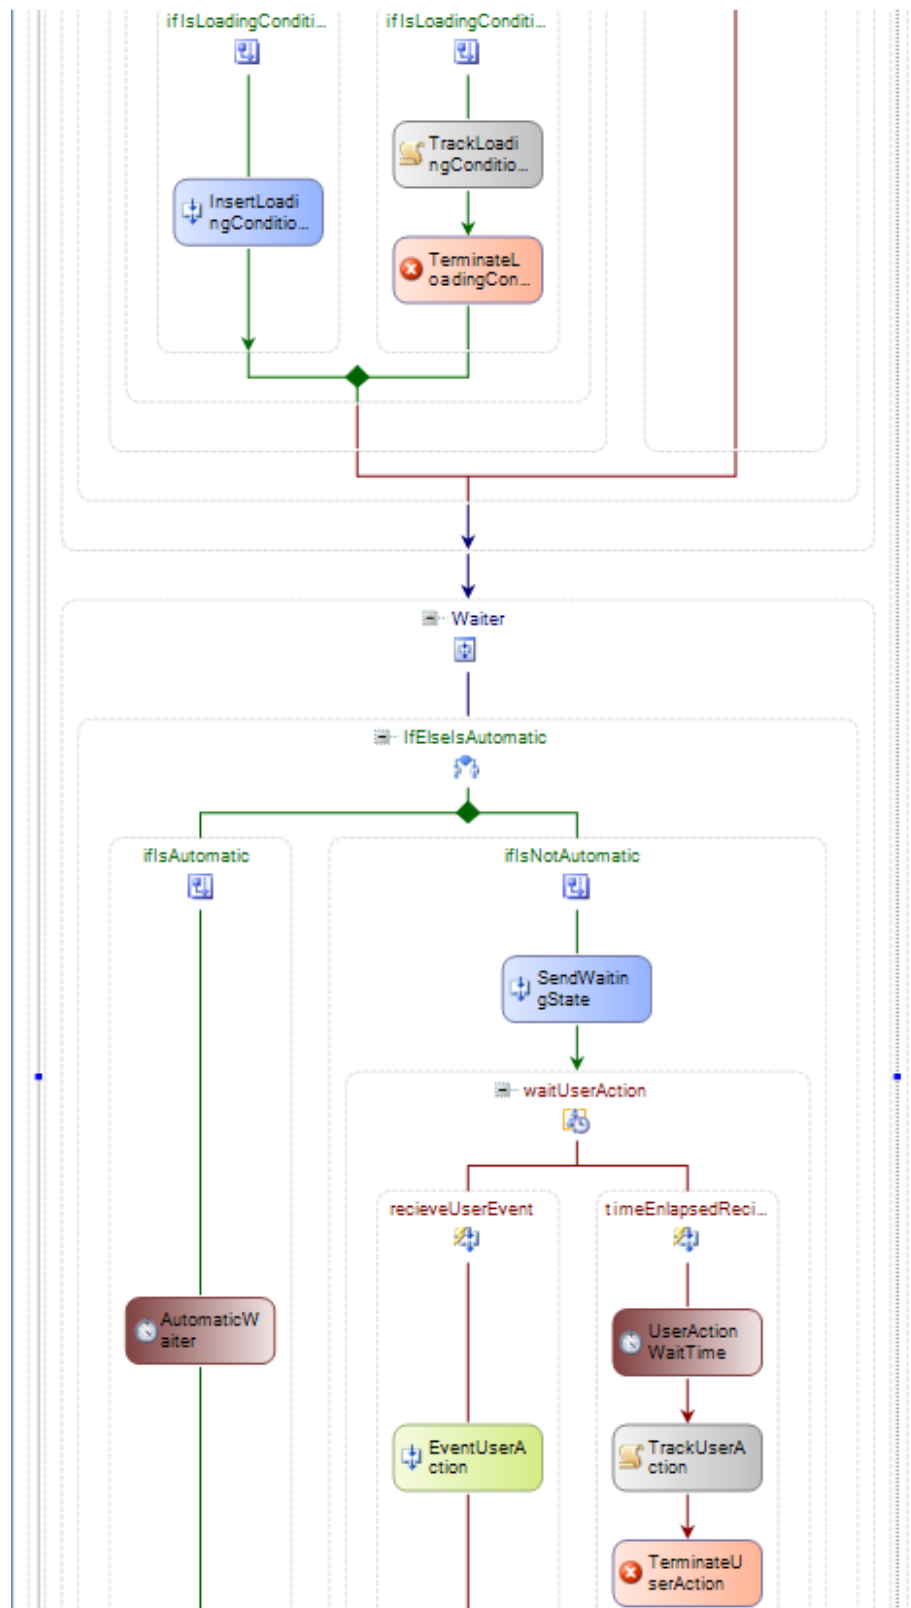 ifIsLoadingConditi...
ifIsLoadingConditi...
TrackLoadi
ngConditio...
InsertLoadi
ngConditio...
TerminateL
oadingCon...
Waiter
IfElseIsAutomatic
ifIsAutomatic
ifIsNotAutomatic
SendWaitin
gState
waitUserAction
recieveUserEvent
timeEnlapsedReci...
AutomaticW
aiter
UserAction
WaitTime
EventUserA
ction
TrackUserA
ction
TerminateU
serAction